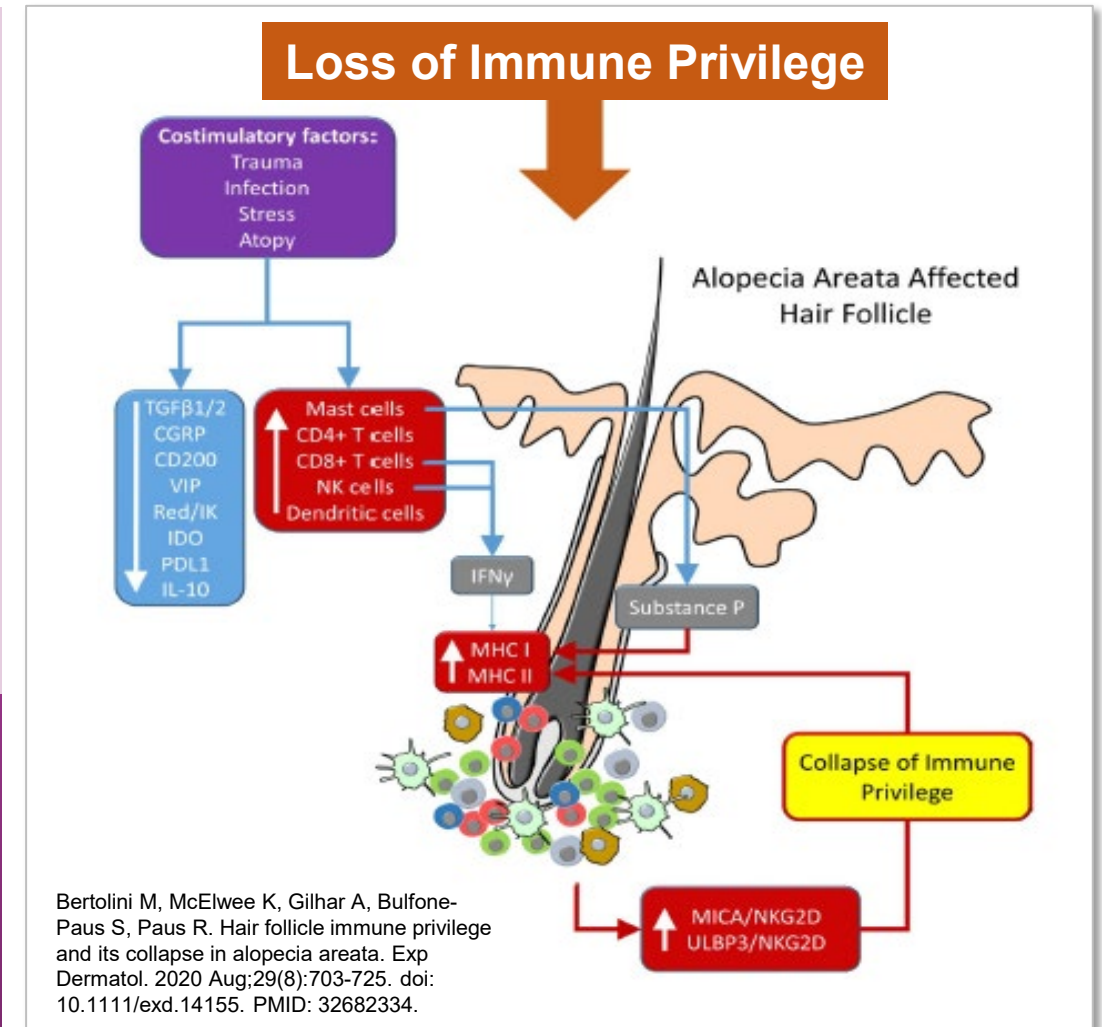 Loss of Immune Privilege
Costimulatory factors:
Trauma
Infection
Stress
Atopy
Alopecia Areata Affected
Hair Follicle
TGFβ1/2
CGRP
CD200
VIP
Red/IK
IDO
PDL1
IL-10
Mast cells
CD4+ T cells
CD8+ T cells
NK cells
Dendritic cells
IFNγ
Substance P
MHC I
MHC II
Collapse of Immune
Privilege
MICA/NKG2D
ULBP3/NKG2D
Bertolini M, McElwee K, Gilhar A, Bulfone-
Paus S, Paus R. Hair follicle immune privilege
and its collapse in alopecia areata. Exp
Dermatol. 2020 Aug;29(8):703-725. doi:
10.1111/exd.14155. PMID: 32682334.